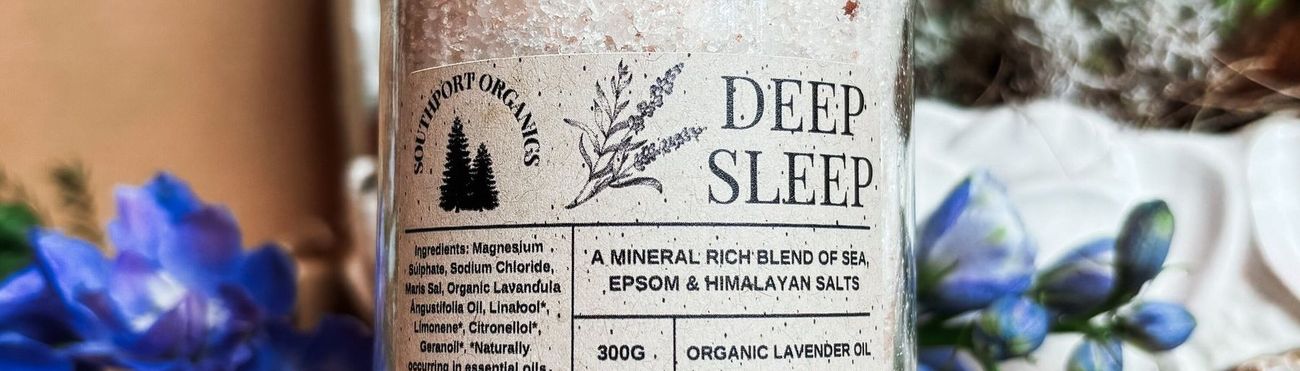 SOUTHPORT ORGANICS
DEEP
SLEEP
Ingredients: Magnesium
Sulphate, Sodium Chloride,
Maris Sal, Organic Lavandula
Angustifolia Oil, Linalool*,
Limonene*, Citronellol*,
Geraniol*, *Naturally
occurring in essential oils.
A MINERAL RICH BLEND OF SEA,
EPSOM & HIMALAYAN SALTS
300G
ORGANIC LAVENDER OIL